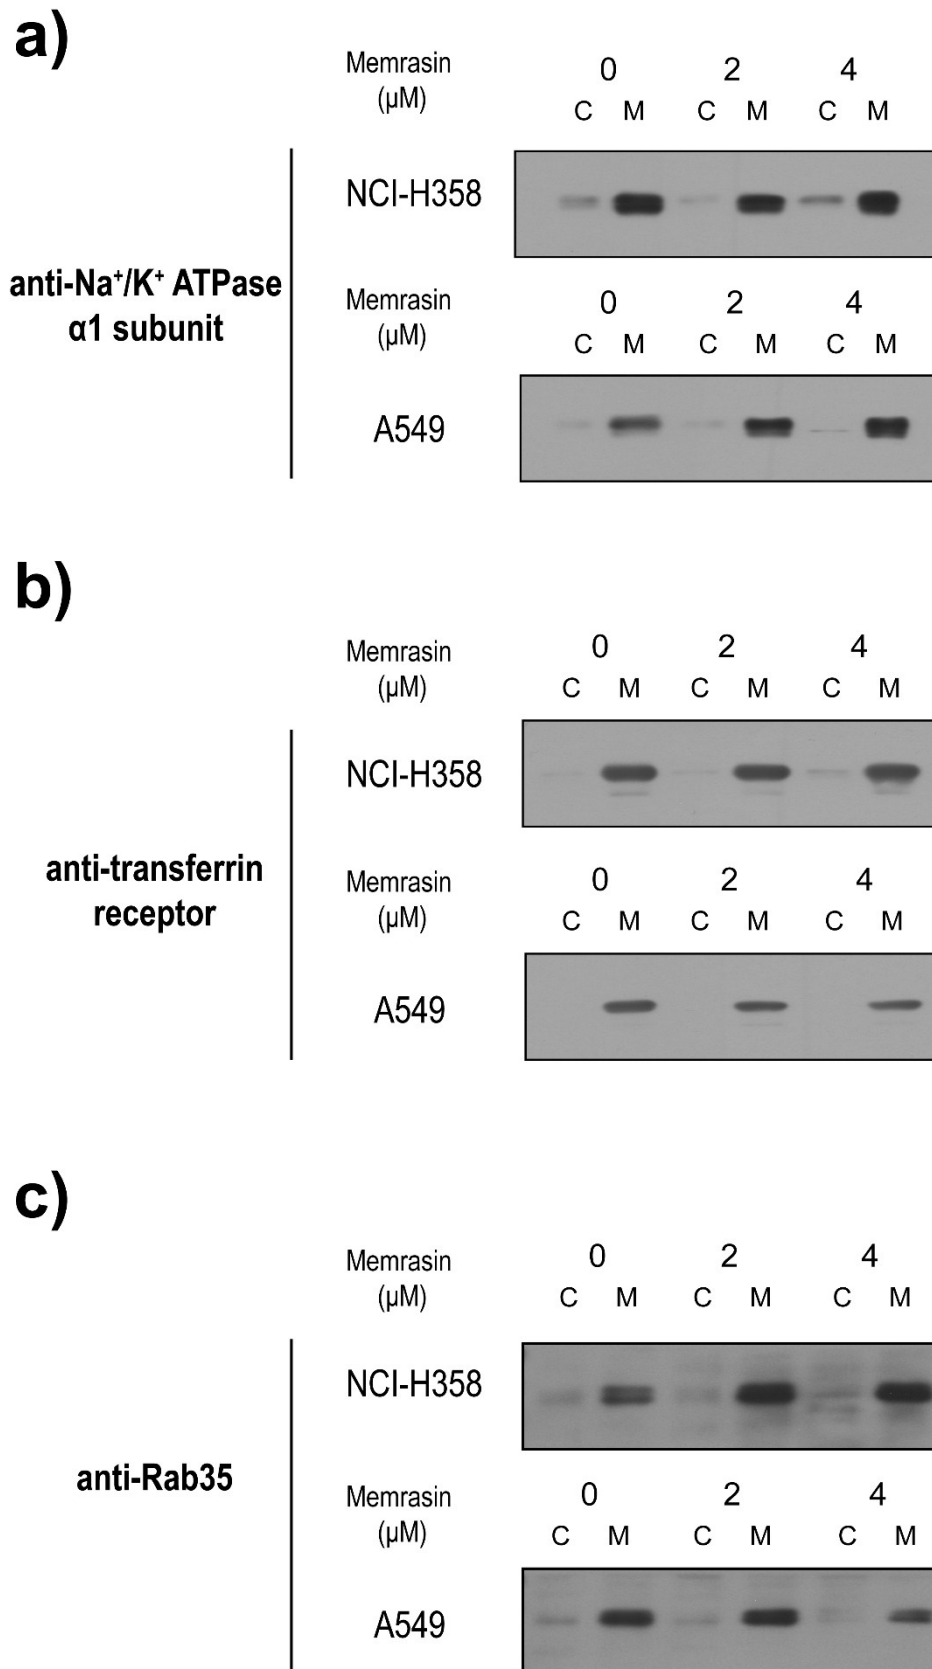 a)
Memrasin
(µM)
0 2 4
C M C M C M
NCI-H358
anti-Na⁺/K⁺ ATPase
α1 subunit
Memrasin
(µM)
0 2 4
C M C M C M
A549
b)
Memrasin
(µM)
0 2 4
C M C M C M
NCI-H358
anti-transferrin
receptor
Memrasin
(µM)
0 2 4
C M C M C M
A549
c)
Memrasin
(µM)
0 2 4
C M C M C M
NCI-H358
anti-Rab35
Memrasin
(µM)
0 2 4
C M C M C M
A549